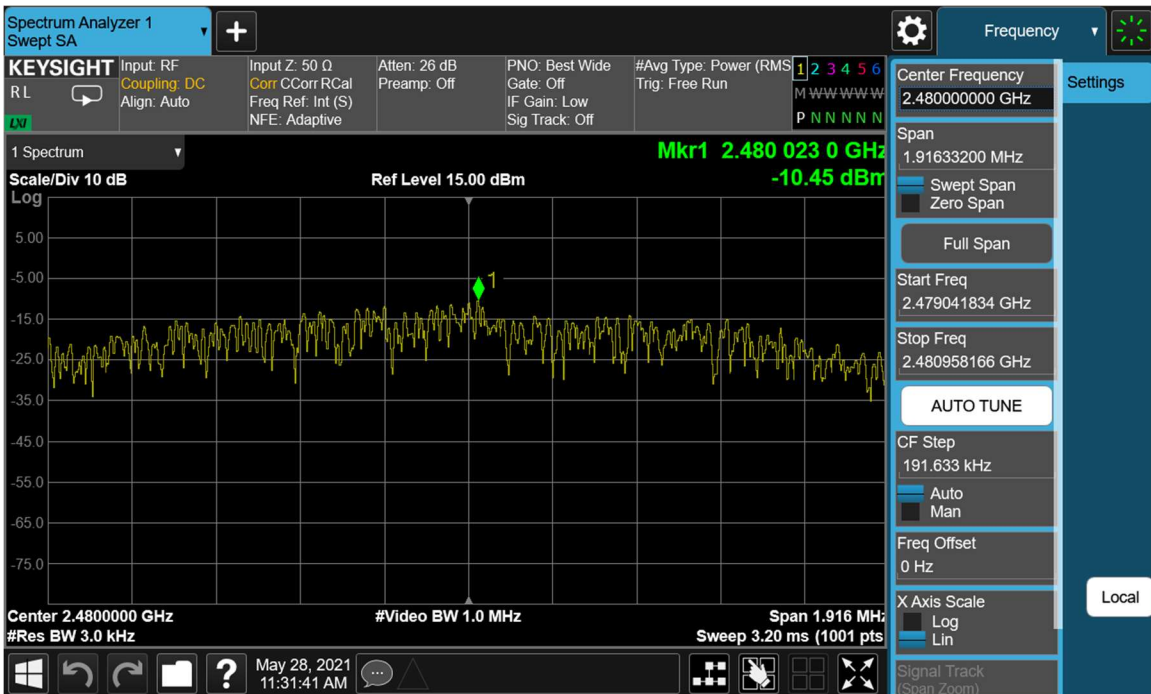 Spectrum Analyzer 1
Swept SA
+
Frequency
KEYSIGHT
R L
LXI
Input: RF
Coupling: DC
Align: Auto
Input Z: 50 Ω
Corr CCorr RCal
Freq Ref: Int (S)
NFE: Adaptive
Atten: 26 dB
Preamp: Off
PNO: Best Wide
Gate: Off
IF Gain: Low
Sig Track: Off
#Avg Type: Power (RMS
Trig: Free Run
1 2 3 4 5 6
M W W W W W
P N N N N N
1 Spectrum
Mkr1 2.480 023 0 GHz
-10.45 dBm
Scale/Div 10 dB
Ref Level 15.00 dBm
Log
5.00
-5.00
-15.0
-25.0
-35.0
-45.0
-55.0
-65.0
-75.0
1
Center 2.4800000 GHz
#Video BW 1.0 MHz
Span 1.916 MHz
#Res BW 3.0 kHz
Sweep 3.20 ms (1001 pts
Center Frequency
2.480000000 GHz
Settings
Span
1.91633200 MHz
Swept Span
Zero Span
Full Span
Start Freq
2.479041834 GHz
Stop Freq
2.480958166 GHz
AUTO TUNE
CF Step
191.633 kHz
Auto
Man
Freq Offset
0 Hz
X Axis Scale
Log
Lin
Local
Signal Track
(Span Zoom)
?
May 28, 2021
11:31:41 AM